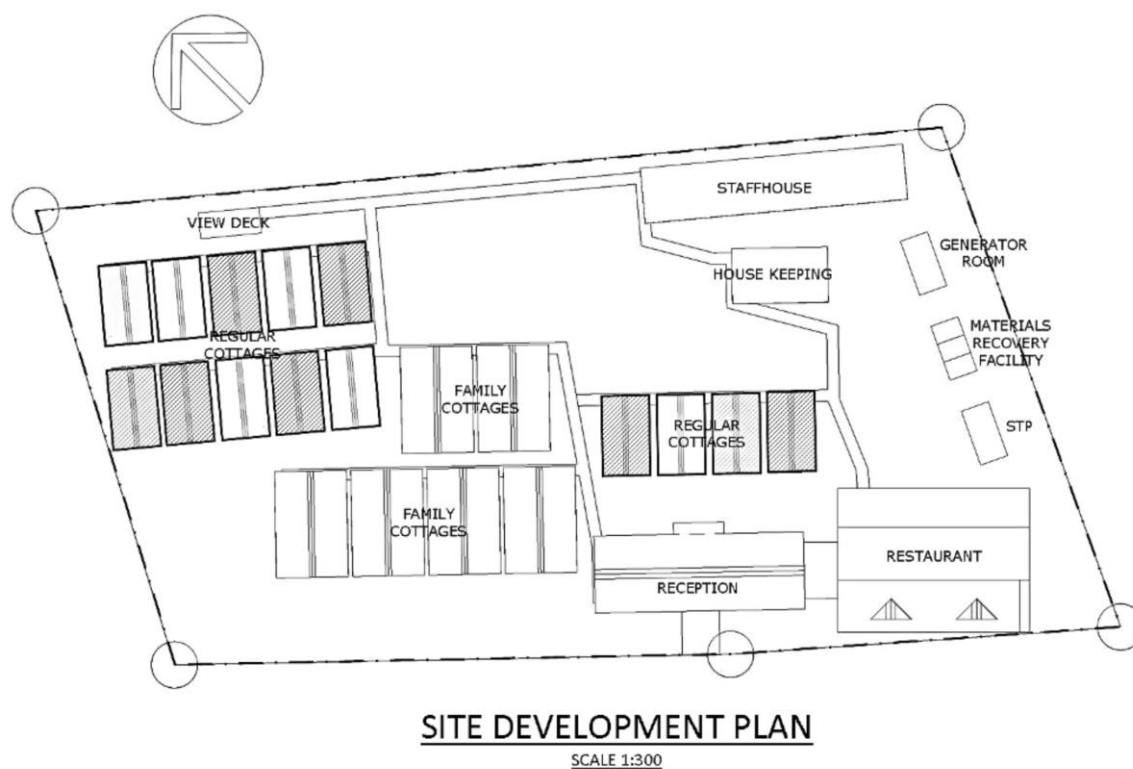 STAFFHOUSE
VIEW DECK
GENERATOR
ROOM
HOUSE KEEPING
MATERIALS
RECOVERY
FACILITY
REGULAR
COTTAGES
FAMILY
COTTAGES
REGULAR
COTTAGES
STP
FAMILY
COTTAGES
RESTAURANT
RECEPTION
SITE DEVELOPMENT PLAN
SCALE 1:300